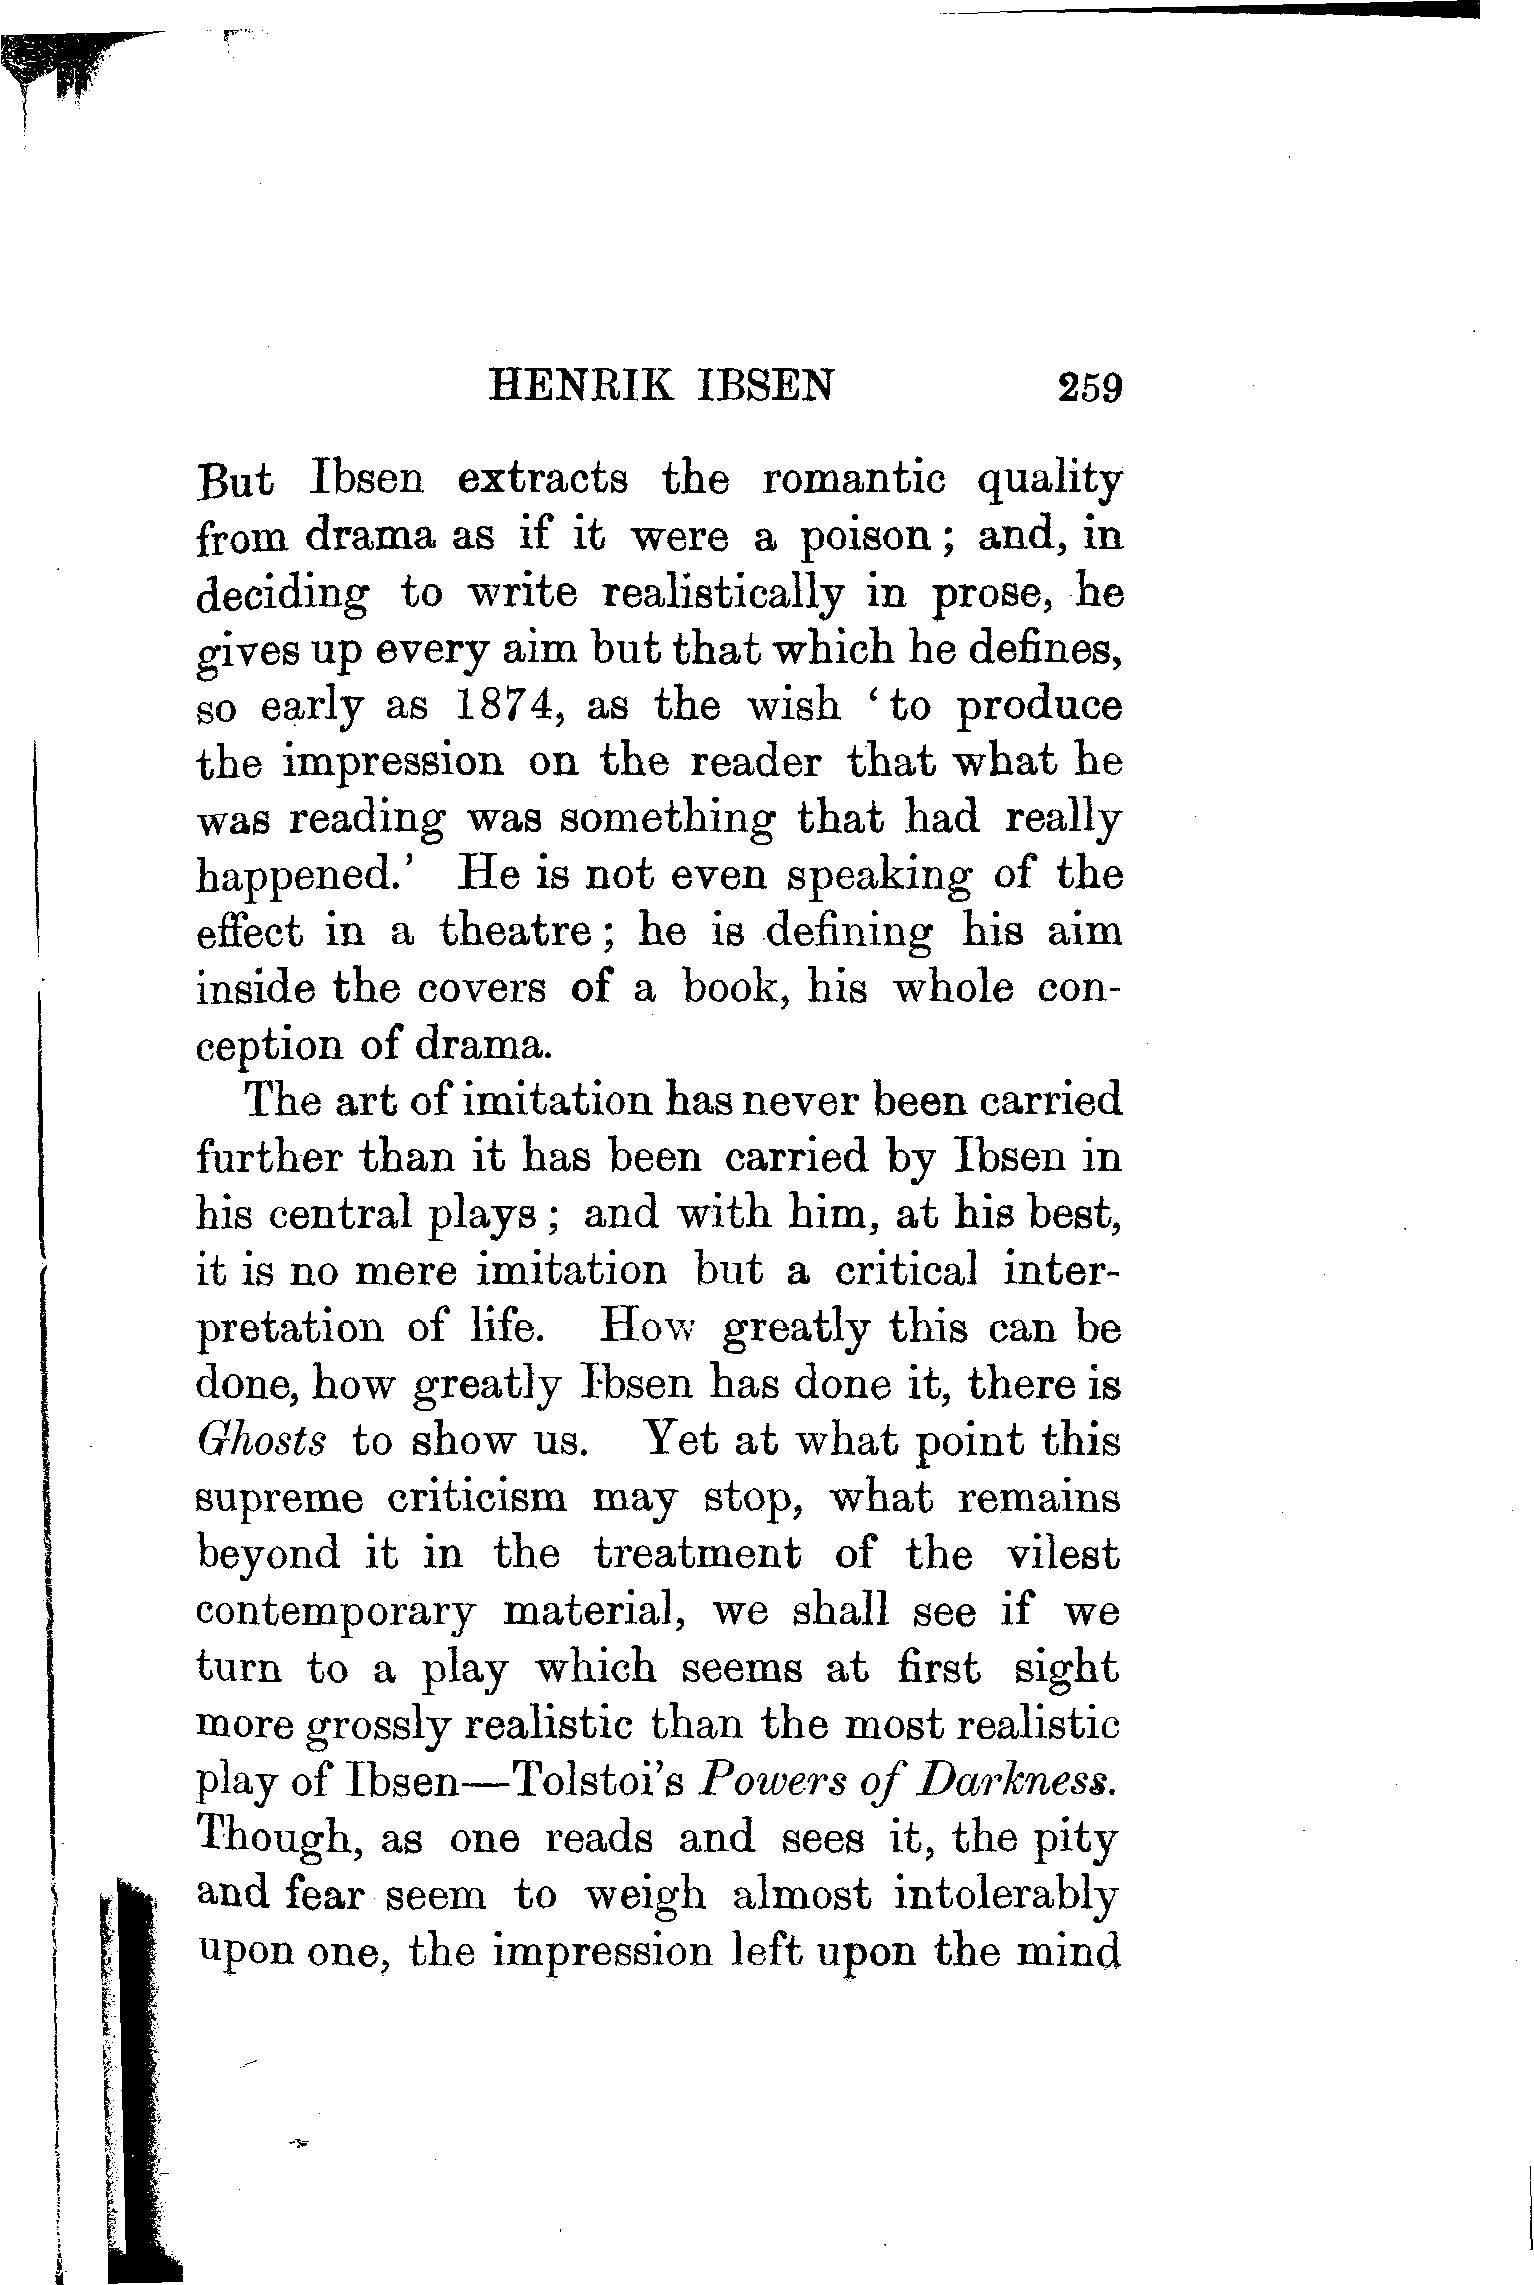 HENRIK IBSEN 259
But Ibsen extracts the romantic quality
from drama as if it were a poison; and, in
deciding to write realistically in prose, he
gives up every aim but that which he defines,
so early as 1874, as the wish ‘to produce
the impression on the reader that what he
was reading was something that had really
happened.’ He is not even speaking of the
effect in a theatre; he is defining his aim
inside the covers of a book, his whole con-
ception of drama.
The art of imitation has never been carried
further than it has been carried by Ibsen in
his central plays; and with him, at his best,
it is no mere imitation but a critical inter-
pretation of life. How greatly this can be
done, how greatly Ibsen has done it, there is
Ghosts to show us. Yet at what point this
supreme criticism may stop, what remains
beyond it in the treatment of the vilest
contemporary material, we shall see if we
turn to a play which seems at first sight
more grossly realistic than the most realistic
play of Ibsen—Tolstoi’s Powers of Darkness.
Though, as one reads and sees it, the pity
and fear seem to weigh almost intolerably
upon one, the impression left upon the mind